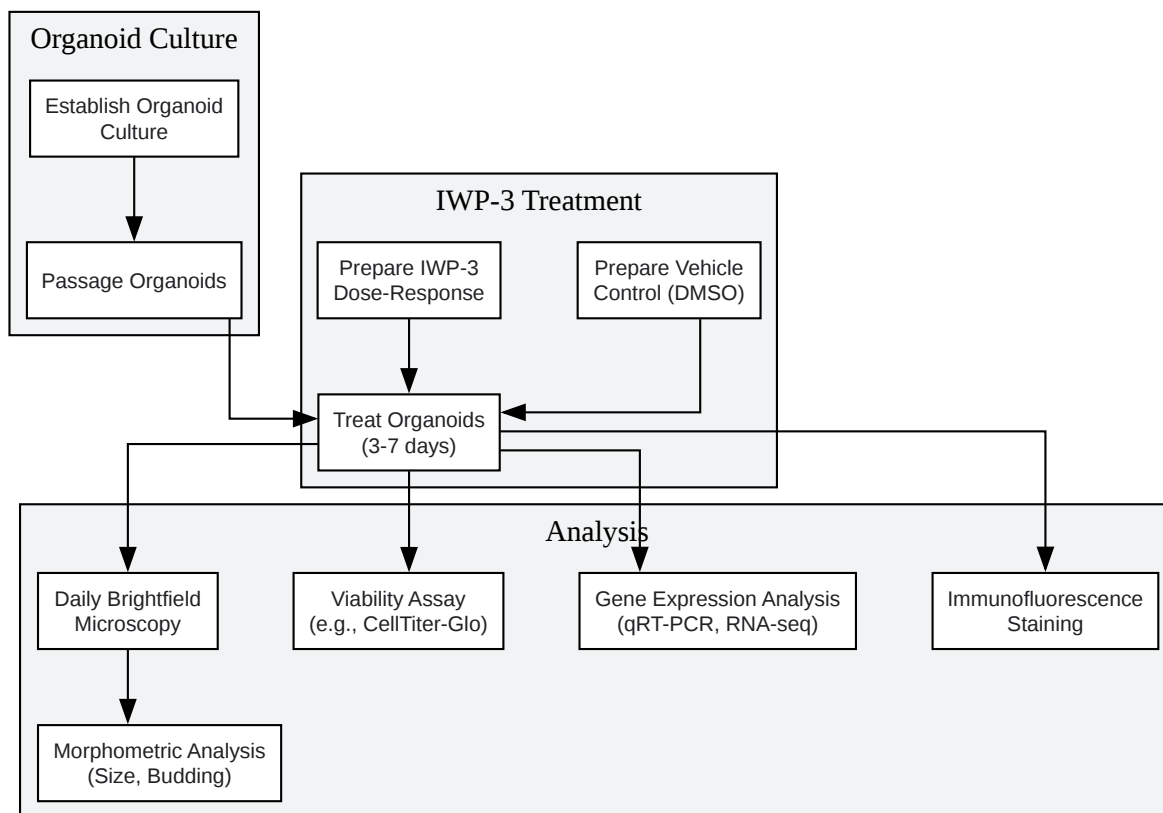 Organoid Culture
Establish Organoid
Culture
Passage Organoids
IWP-3 Treatment
Prepare IWP-3
Dose-Response
Prepare Vehicle
Control (DMSO)
Treat Organoids
(3-7 days)
Analysis
Daily Brightfield
Microscopy
Viability Assay
(e.g., CellTiter-Glo)
Gene Expression Analysis
(qRT-PCR, RNA-seq)
Immunofluorescence
Staining
Morphometric Analysis
(Size, Budding)